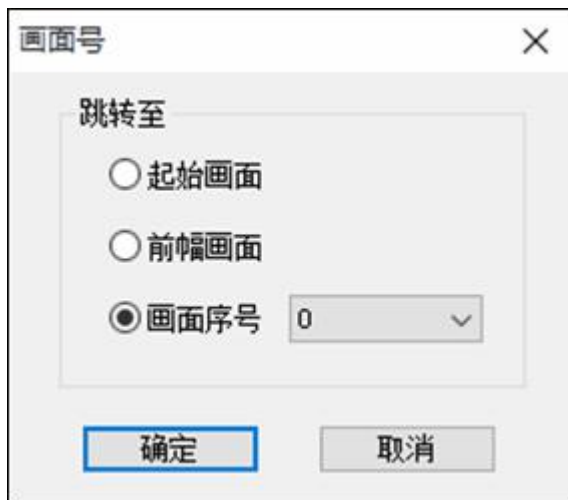 画面号
跳转至
起始画面
前幅画面
画面序号 0
确定 取消